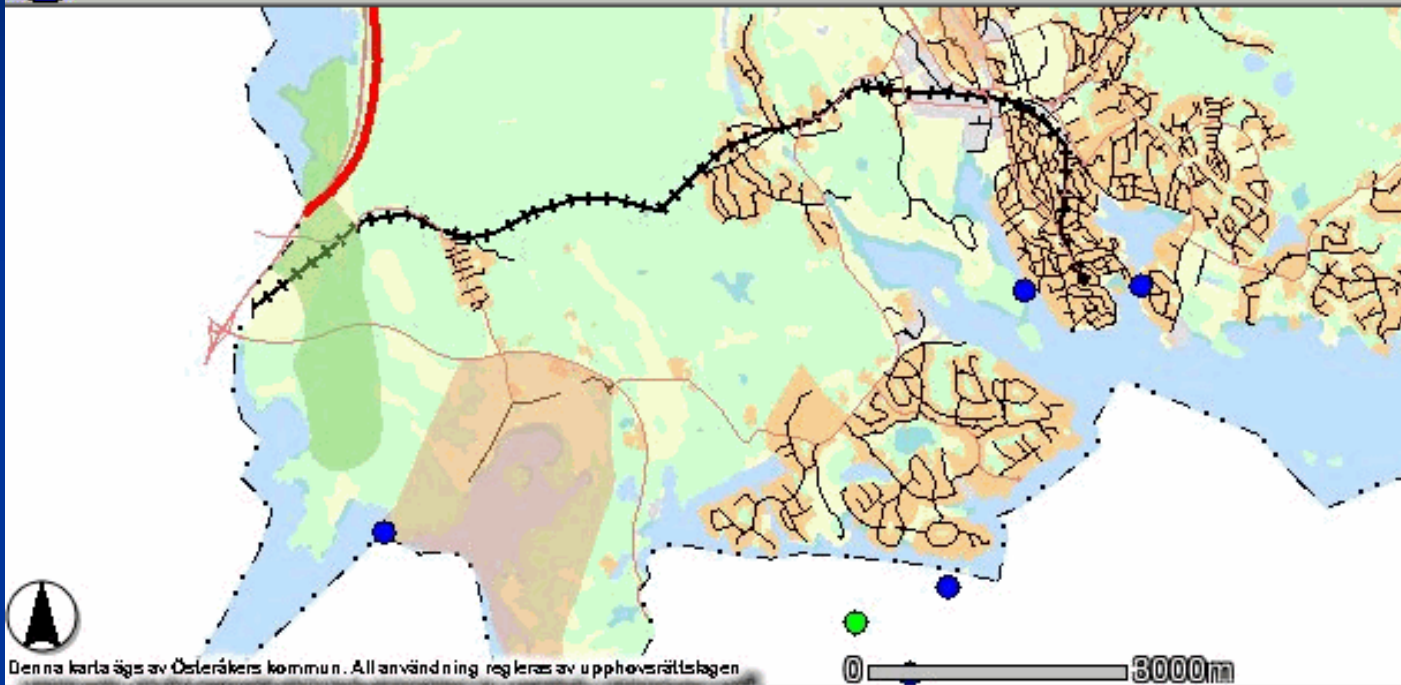 Denna karta ägs av Österåkers kommun. All användning regleras av upphovsrättslagen
0 3000m